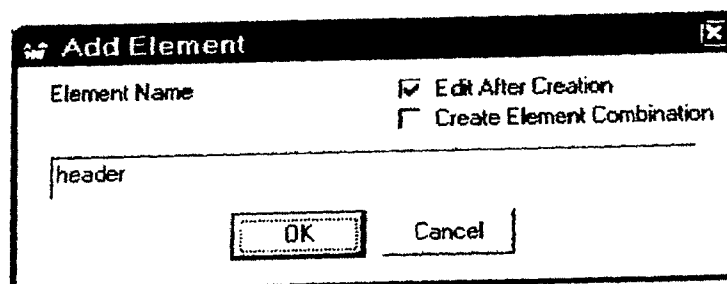 Add Element
Element Name
Edit After Creation
Create Element Combination
header
OK
Cancel